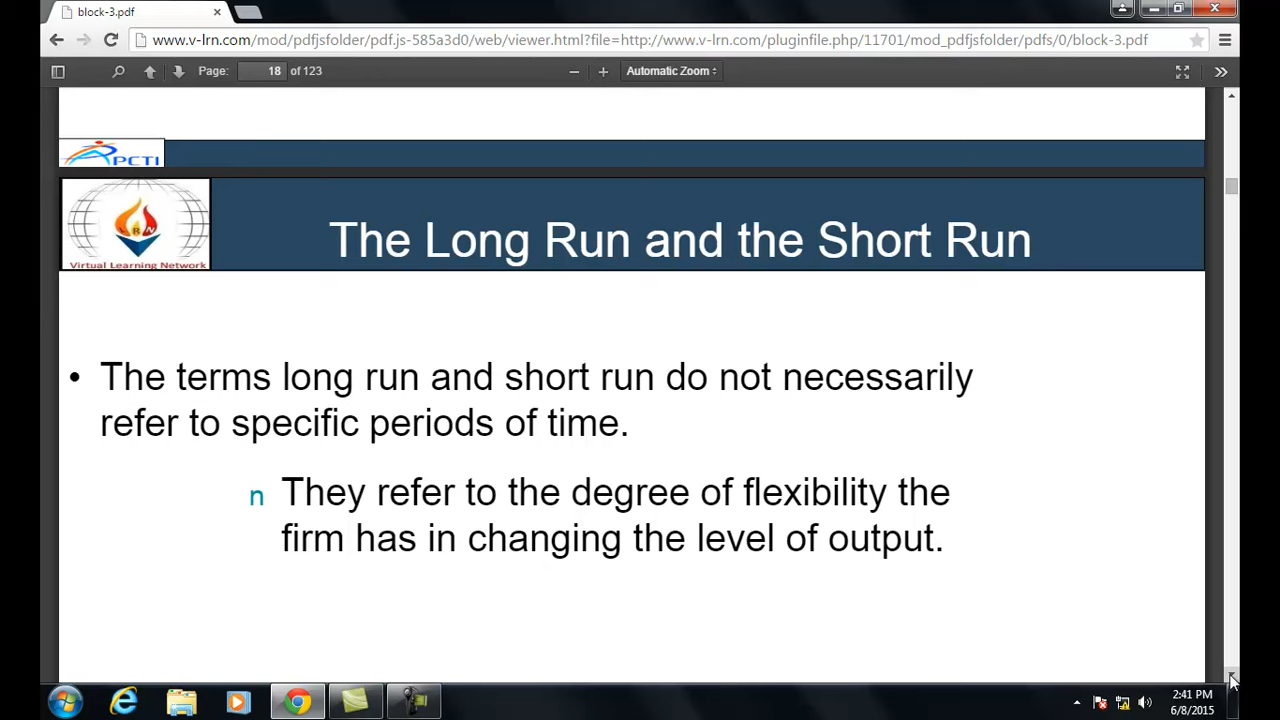 block-3.pdf
www.v-lrn.com/mod/pdfjsfolder/pdf.js-585a3d0/web/viewer.html?file=http://www.v-lrn.com/pluginfile.php/11701/mod_pdfjsfolder/pdfs/0/block-3.pdf
Page: 18 of 123
Automatic Zoom
PCTI
RN
Virtual Learning Network
The Long Run and the Short Run
• The terms long run and short run do not necessarily
refer to specific periods of time.
n They refer to the degree of flexibility the
firm has in changing the level of output.
2:41 PM
6/8/2015